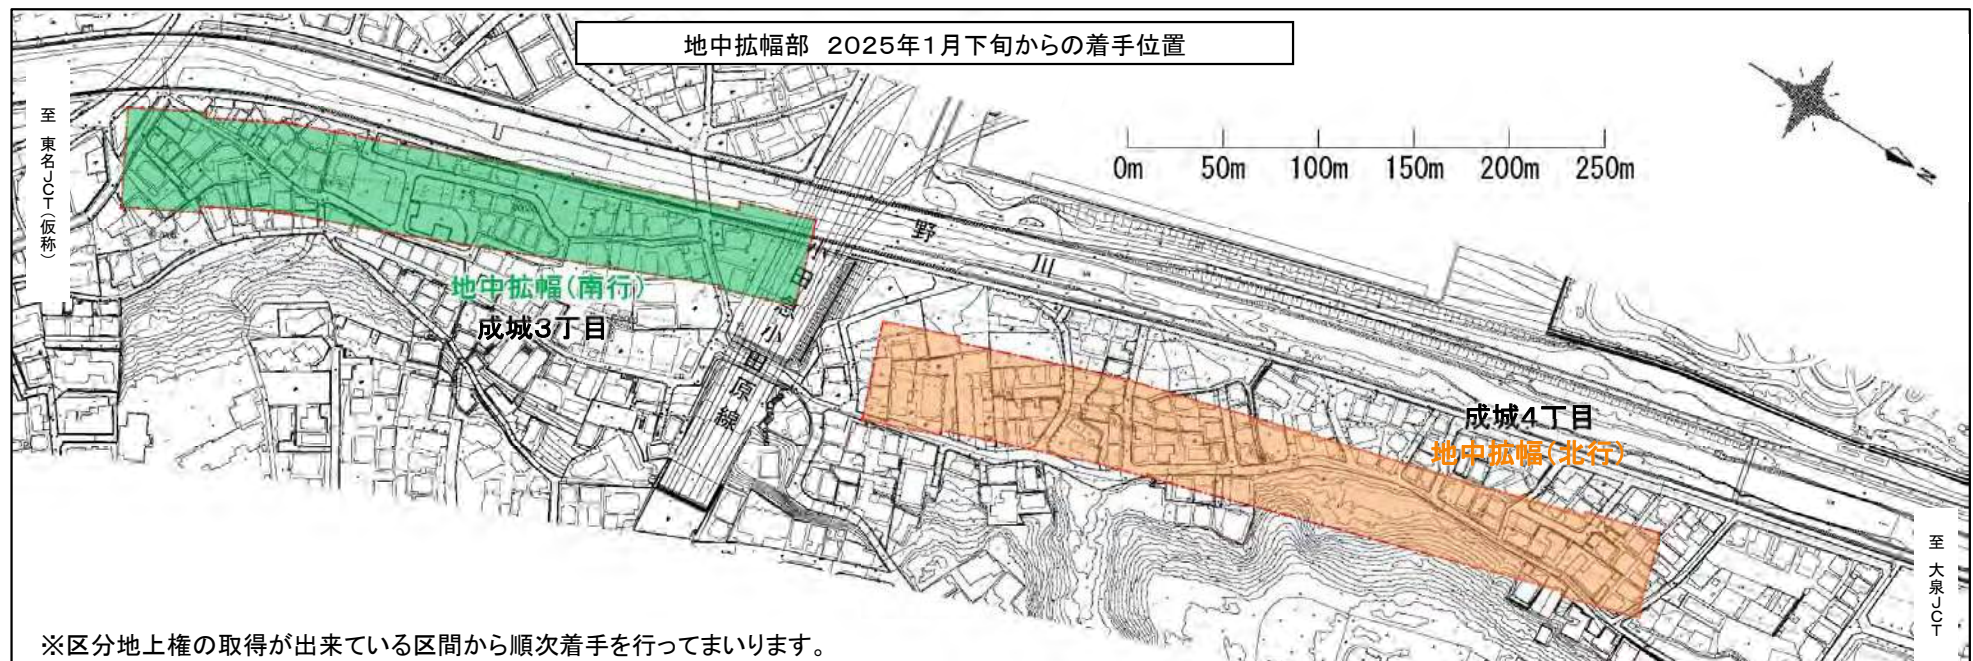 地中拡幅部 2025年1月下旬からの着手位置
至 東名JCT(仮称)
0m 50m 100m 150m 200m 250m
N
野川
地中拡幅(南行)
成城3丁目
小田原線
成城4丁目
地中拡幅(北行)
至 大泉JCT
※区分地上権の取得が出来ている区間から順次着手を行ってまいります。